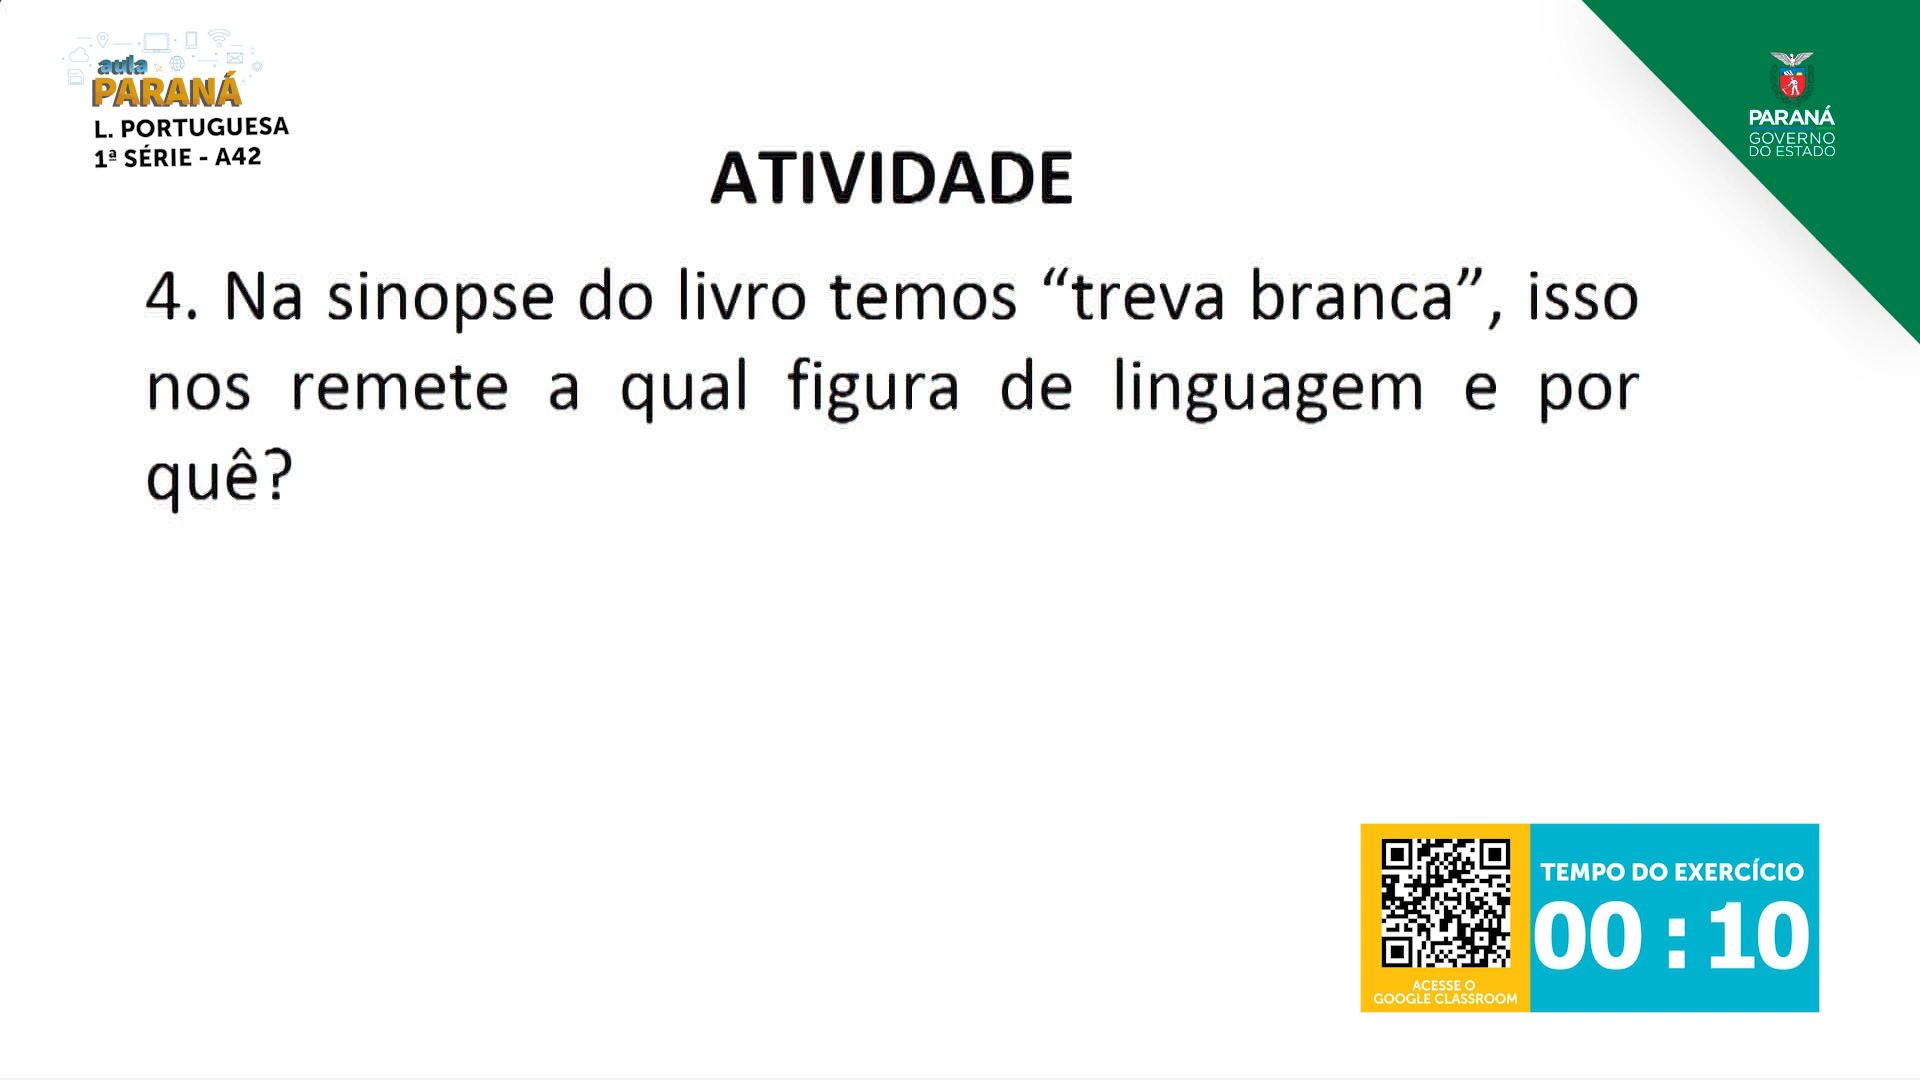 aula
PARANÁ
L. PORTUGUESA
1ª SÉRIE - A42
PARANÁ
GOVERNO
DO ESTADO
ATIVIDADE
4. Na sinopse do livro temos “treva branca”, isso
nos remete a qual figura de linguagem e por
quê?
TEMPO DO EXERCÍCIO
00 : 10
ACESSE O
GOOGLE CLASSROOM